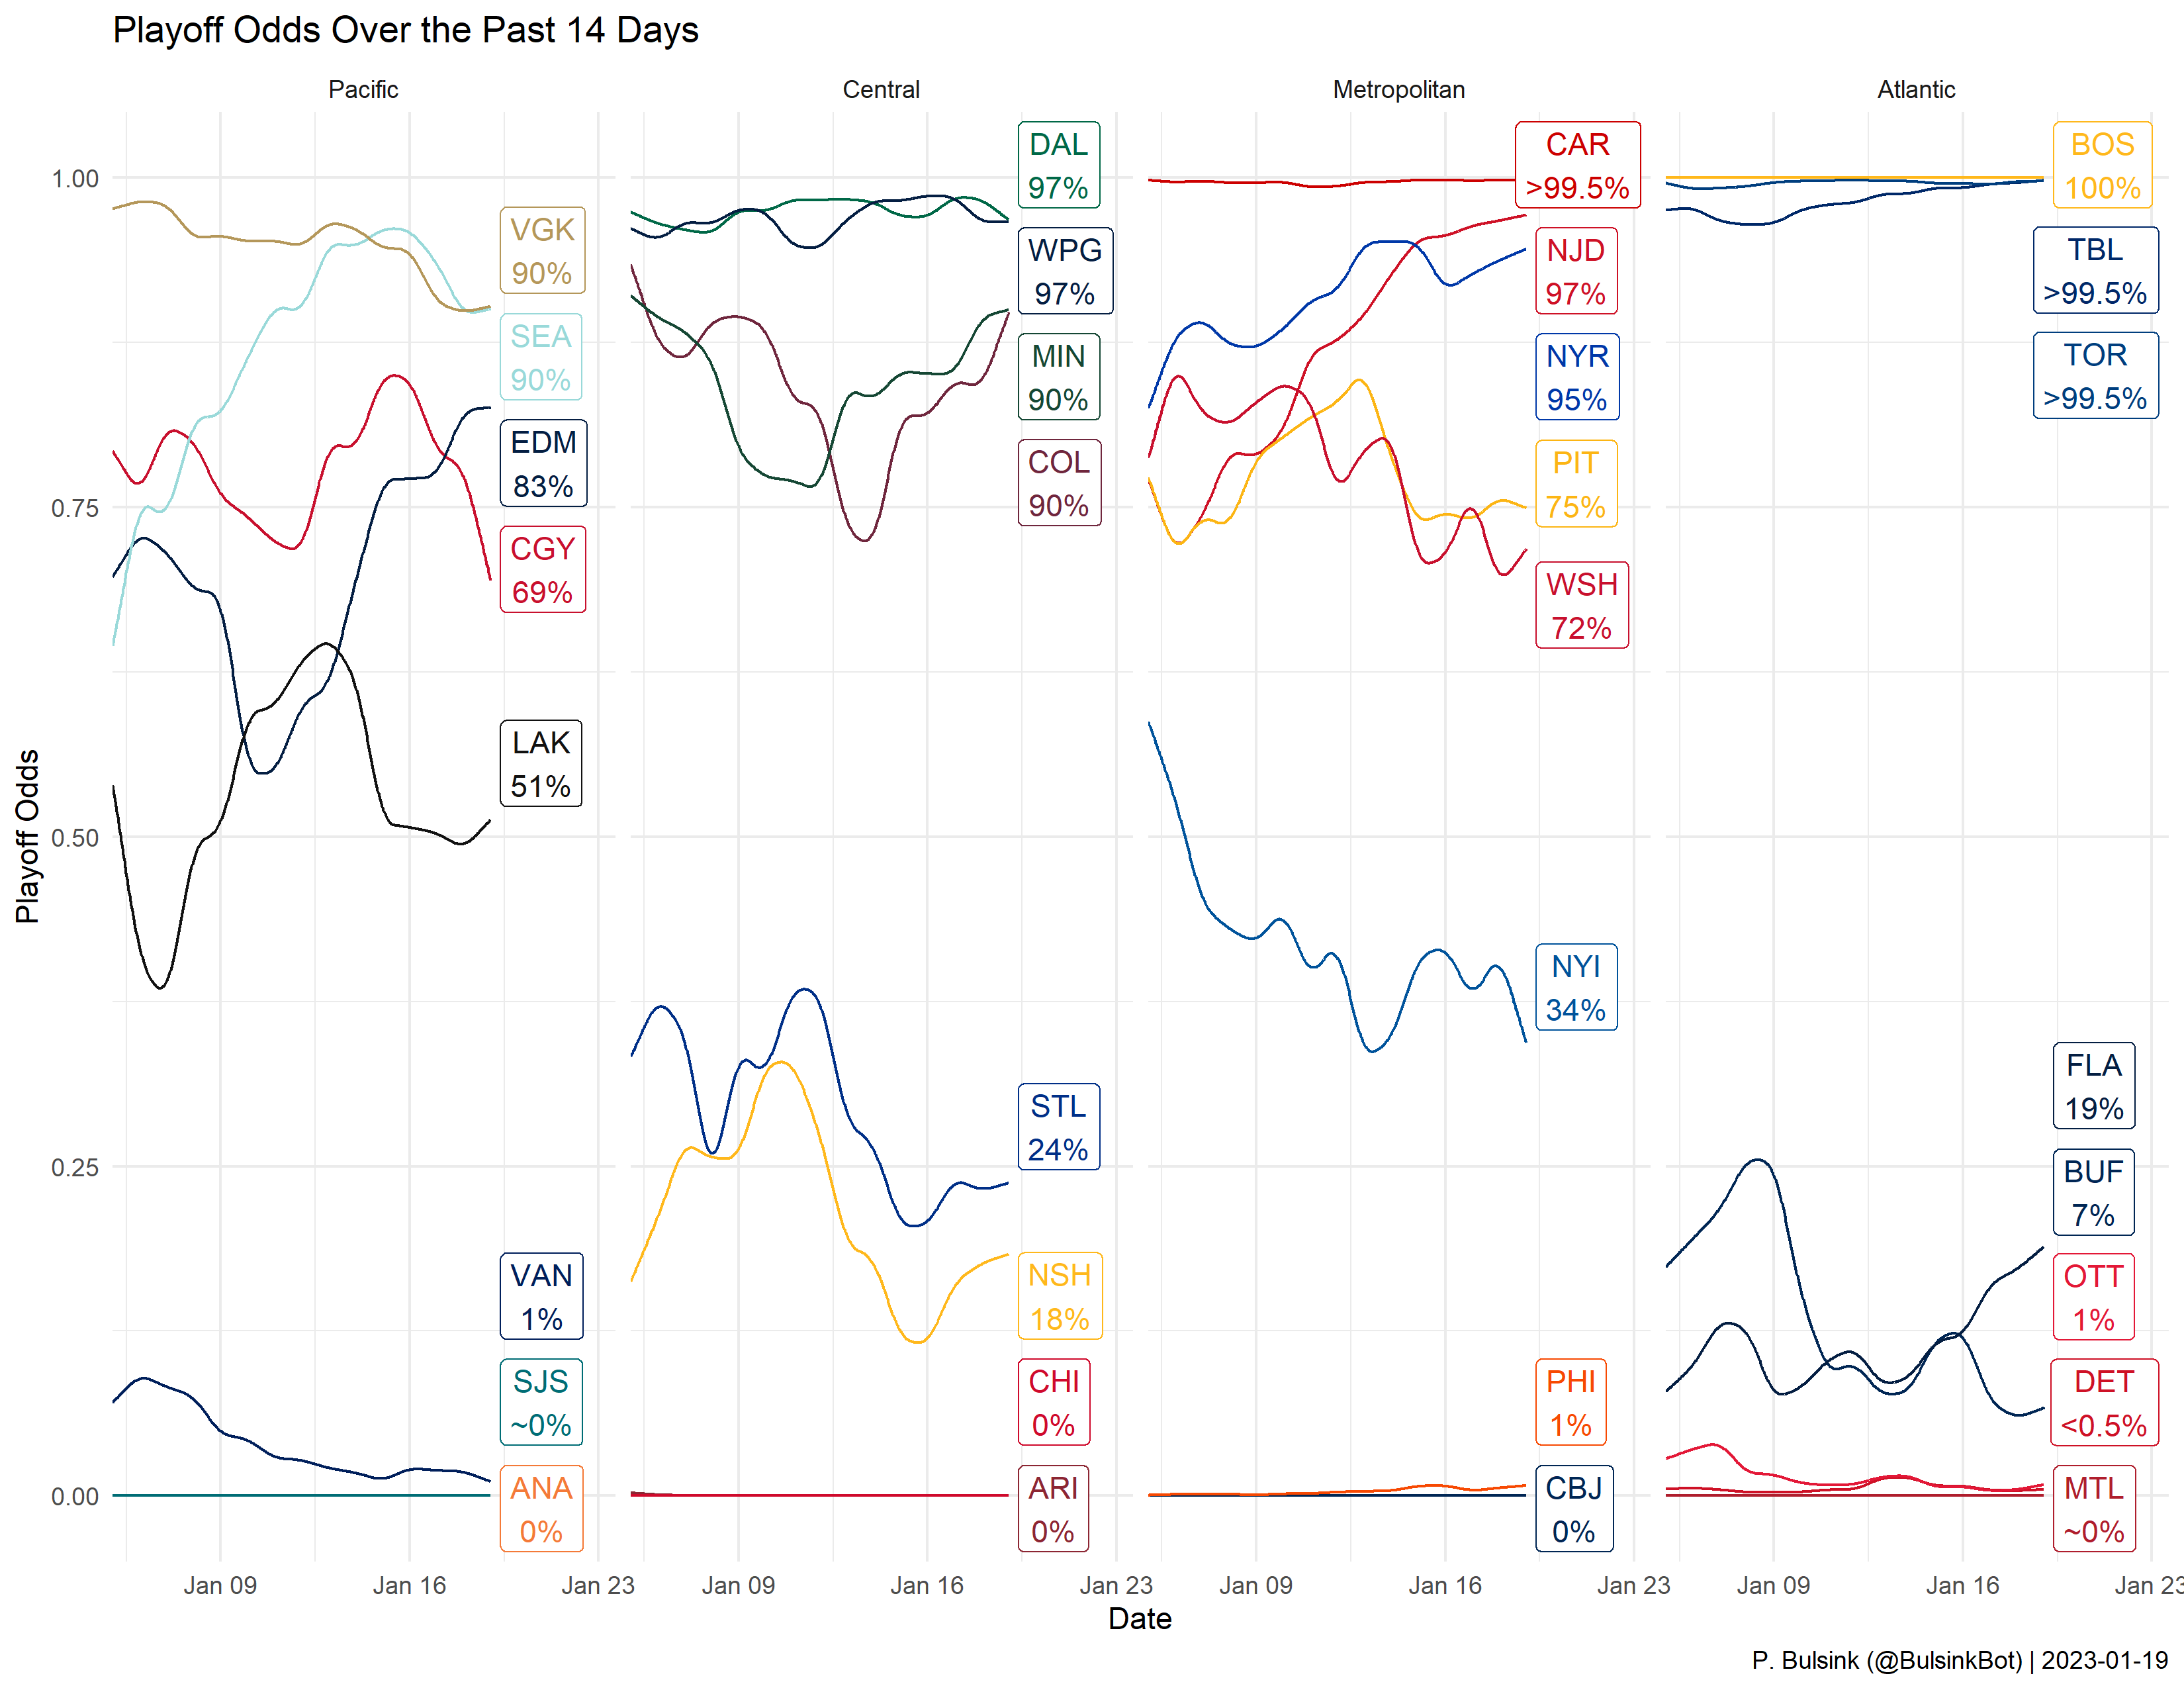 Playoff Odds Over the Past 14 Days
Pacific
Central
Metropolitan
Atlantic
Playoff Odds
1.00
0.75
0.50
0.25
0.00
VGK
90%
SEA
90%
EDM
83%
CGY
69%
LAK
51%
VAN
1%
SJS
~0%
ANA
0%
DAL
97%
WPG
97%
MIN
90%
COL
90%
STL
24%
NSH
18%
CHI
0%
ARI
0%
CAR
>99.5%
NJD
97%
NYR
95%
PIT
75%
WSH
72%
NYI
34%
PHI
1%
CBJ
0%
BOS
100%
TBL
>99.5%
TOR
>99.5%
FLA
19%
BUF
7%
OTT
1%
DET
<0.5%
MTL
~0%
Jan 09 Jan 16 Jan 23
Jan 09 Jan 16 Jan 23
Jan 09 Jan 16 Jan 23
Jan 09 Jan 16 Jan 23
Date
P. Bulsink (@BulsinkBot) | 2023-01-19